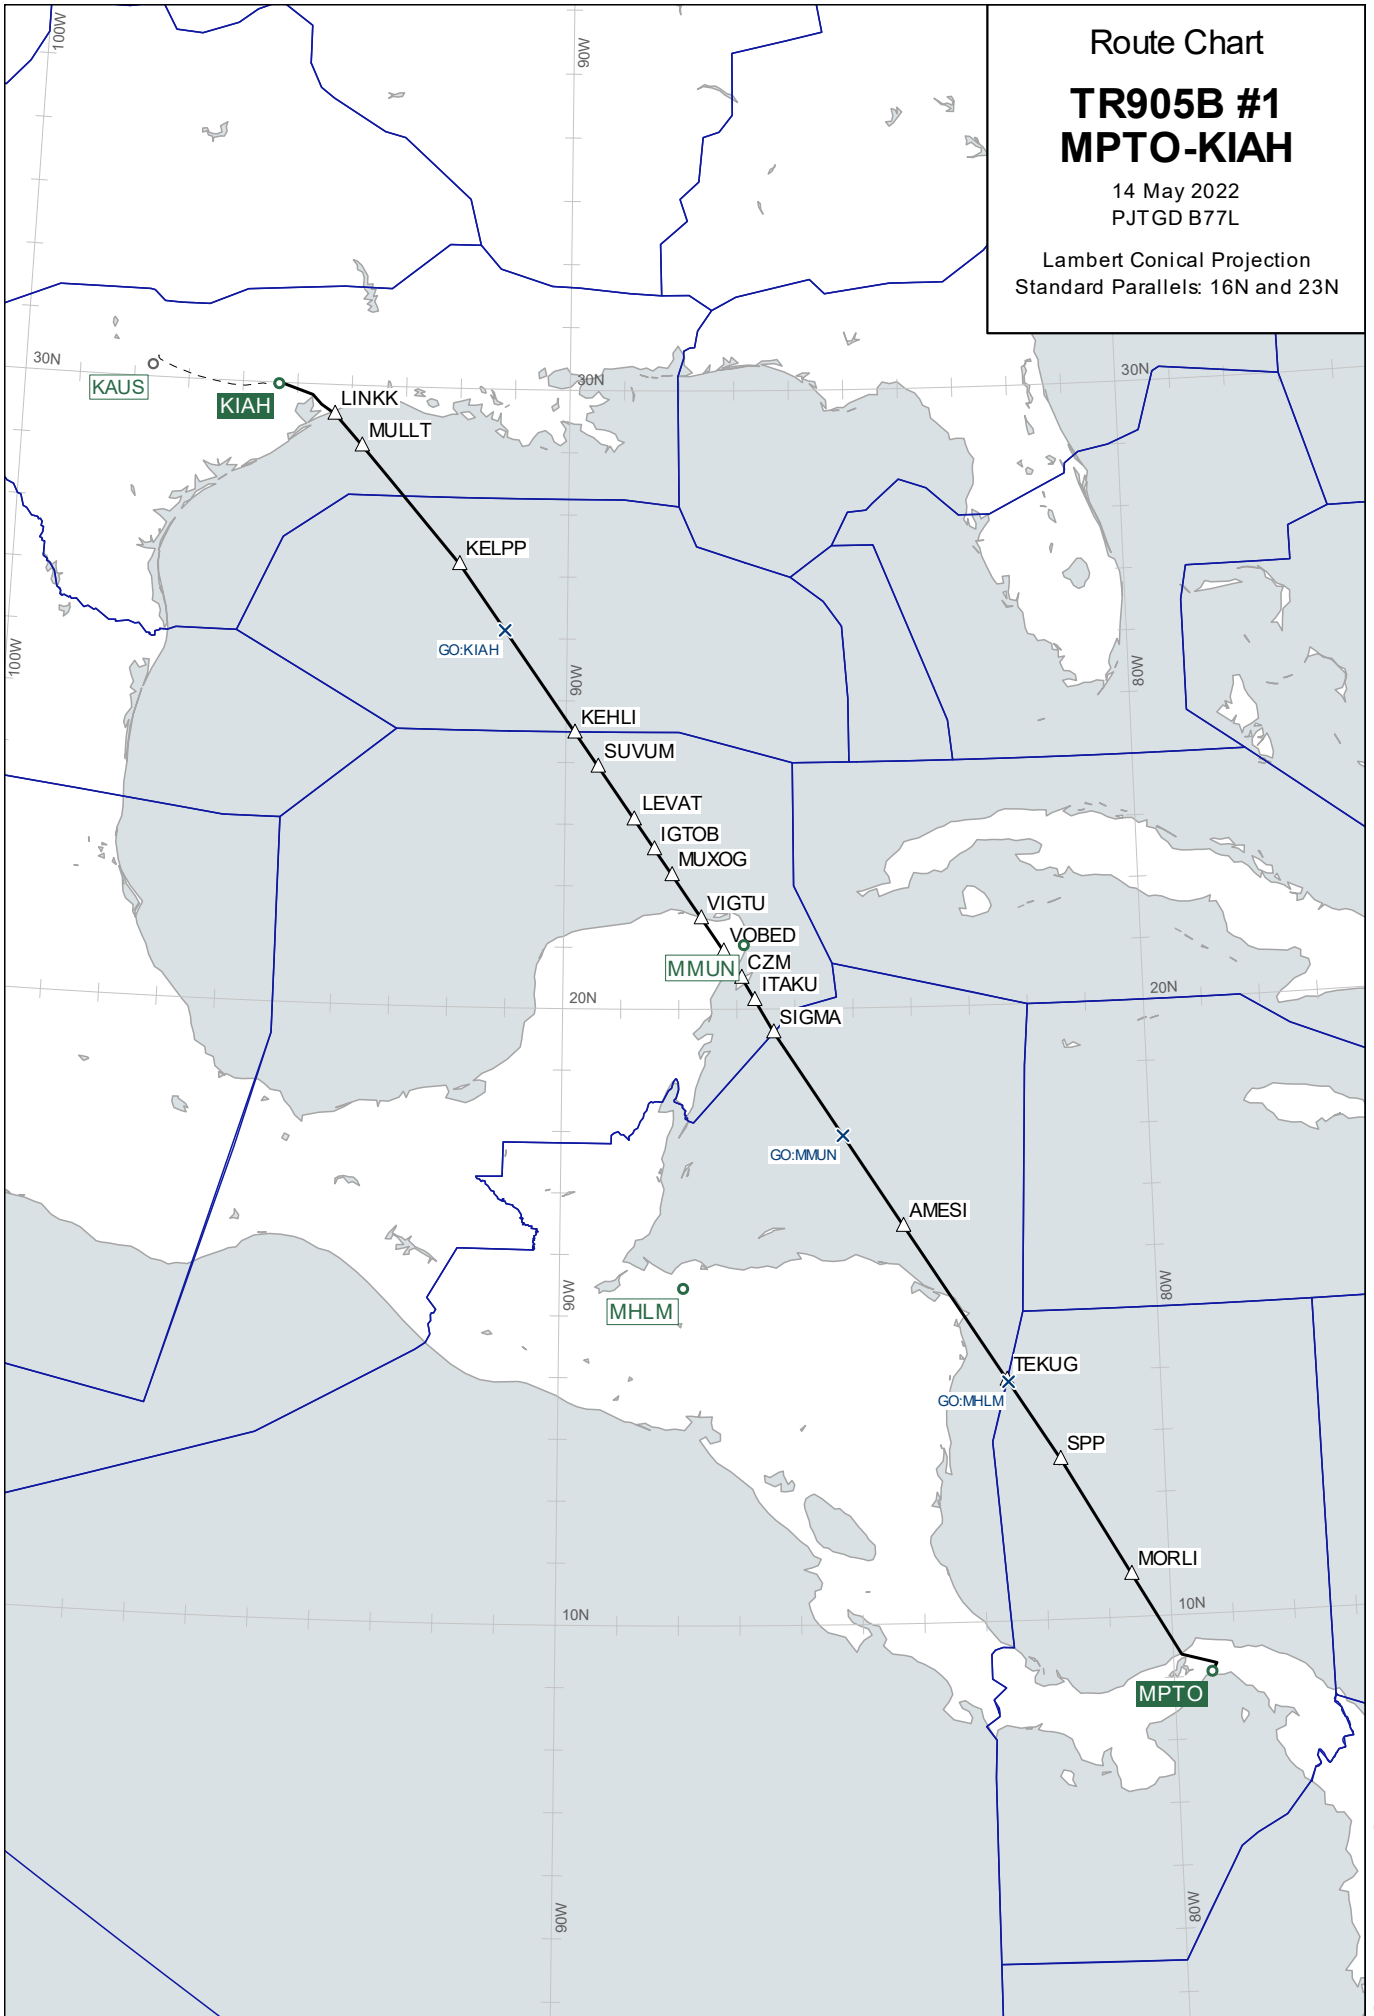 Route Chart
TR905B #1
MPTO-KIAH
14 May 2022
PJTGD B77L
Lambert Conical Projection
Standard Parallels: 16N and 23N
100W
90W
30N
30N
30N
KAUS
KIAH
LINKK
MULLT
KELPP
GO:KIAH
100W
90W
80W
KEHLI
SUVUM
LEVAT
IGTOB
MUXOG
VIGTU
VOBED
MMUN
CZM
ITAKU
20N
20N
SIGMA
GO:MMUN
AMESI
90W
80W
MHLM
TEKUG
GO:MHLM
SPP
MORLI
10N
10N
MPTO
90W
80W